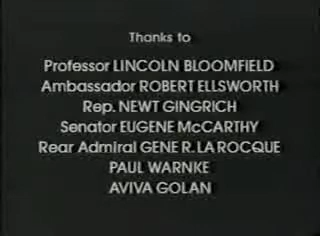 Thanks to
Professor LINCOLN BLOOMFIELD
Ambassador ROBERT ELLSWORTH
Rep. NEWT GINGRICH
Senator EUGENE McCARTHY
Rear Admiral GENE R. LA ROCQUE
PAUL WARNKE
AVIVA GOLAN